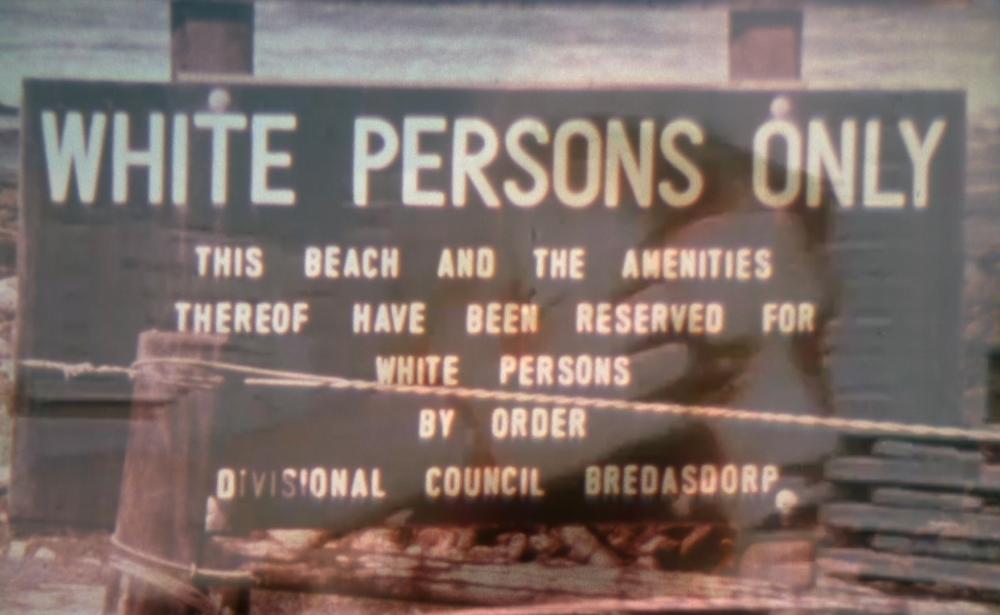 WHITE PERSONS ONLY
THIS BEACH AND THE AMENITIES
THEREOF HAVE BEEN RESERVED FOR
WHITE PERSONS
BY ORDER
DIVISIONAL COUNCIL BREDASDORP